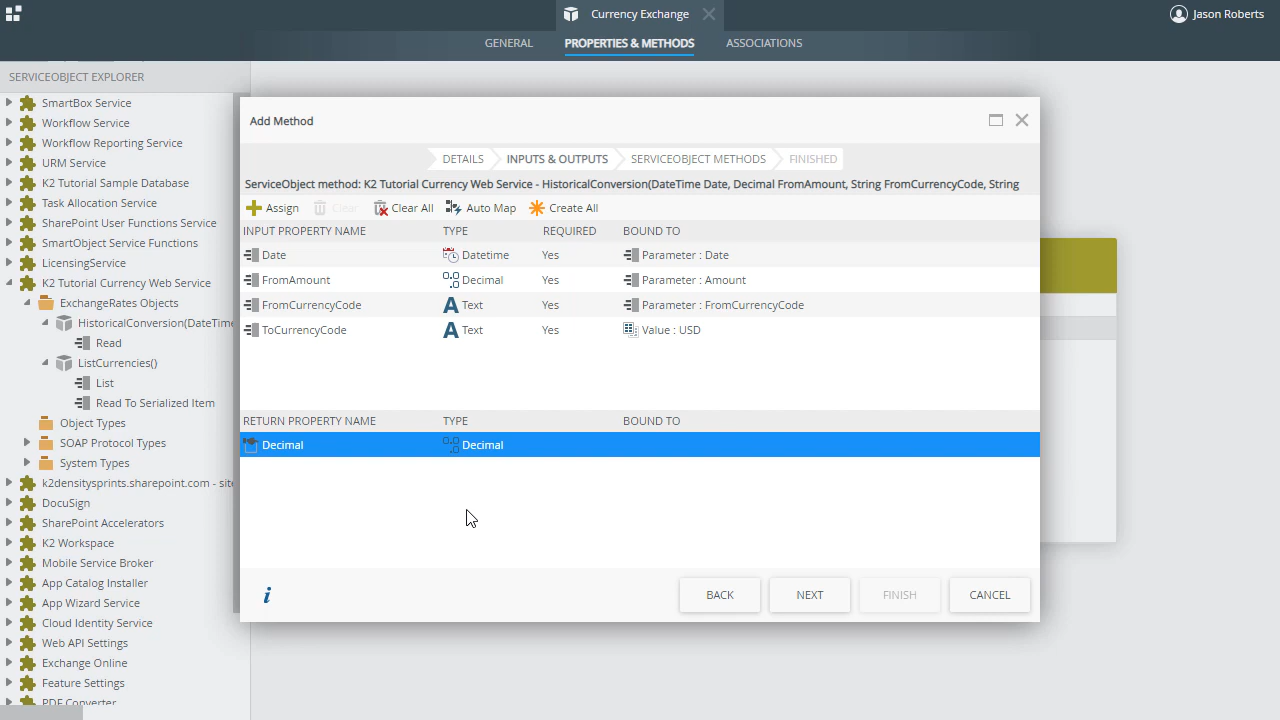 Currency Exchange
Jason Roberts
GENERAL
PROPERTIES & METHODS
ASSOCIATIONS
SERVICEOBJECT EXPLORER
SmartBox Service
Workflow Service
Workflow Reporting Service
URM Service
K2 Tutorial Sample Database
Task Allocation Service
SharePoint User Functions Service
SmartObject Service Functions
LicensingService
K2 Tutorial Currency Web Service
ExchangeRates Objects
HistoricalConversion(DateTime
Read
ListCurrencies()
List
Read To Serialized Item
Object Types
SOAP Protocol Types
System Types
k2densitysprints.sharepoint.com - site
DocuSign
SharePoint Accelerators
K2 Workspace
Mobile Service Broker
App Catalog Installer
App Wizard Service
Cloud Identity Service
Web API Settings
Exchange Online
Feature Settings
PDF Converter
Add Method
DETAILS
INPUTS & OUTPUTS
SERVICEOBJECT METHODS
FINISHED
ServiceObject method: K2 Tutorial Currency Web Service - HistoricalConversion(DateTime Date, Decimal FromAmount, String FromCurrencyCode, String
Assign Clear Clear All Auto Map Create All
INPUT PROPERTY NAME TYPE REQUIRED BOUND TO
Date Datetime Yes Parameter : Date
FromAmount Decimal Yes Parameter : Amount
FromCurrencyCode Text Yes Parameter : FromCurrencyCode
ToCurrencyCode Text Yes Value : USD
RETURN PROPERTY NAME TYPE BOUND TO
Decimal Decimal
BACK NEXT FINISH CANCEL